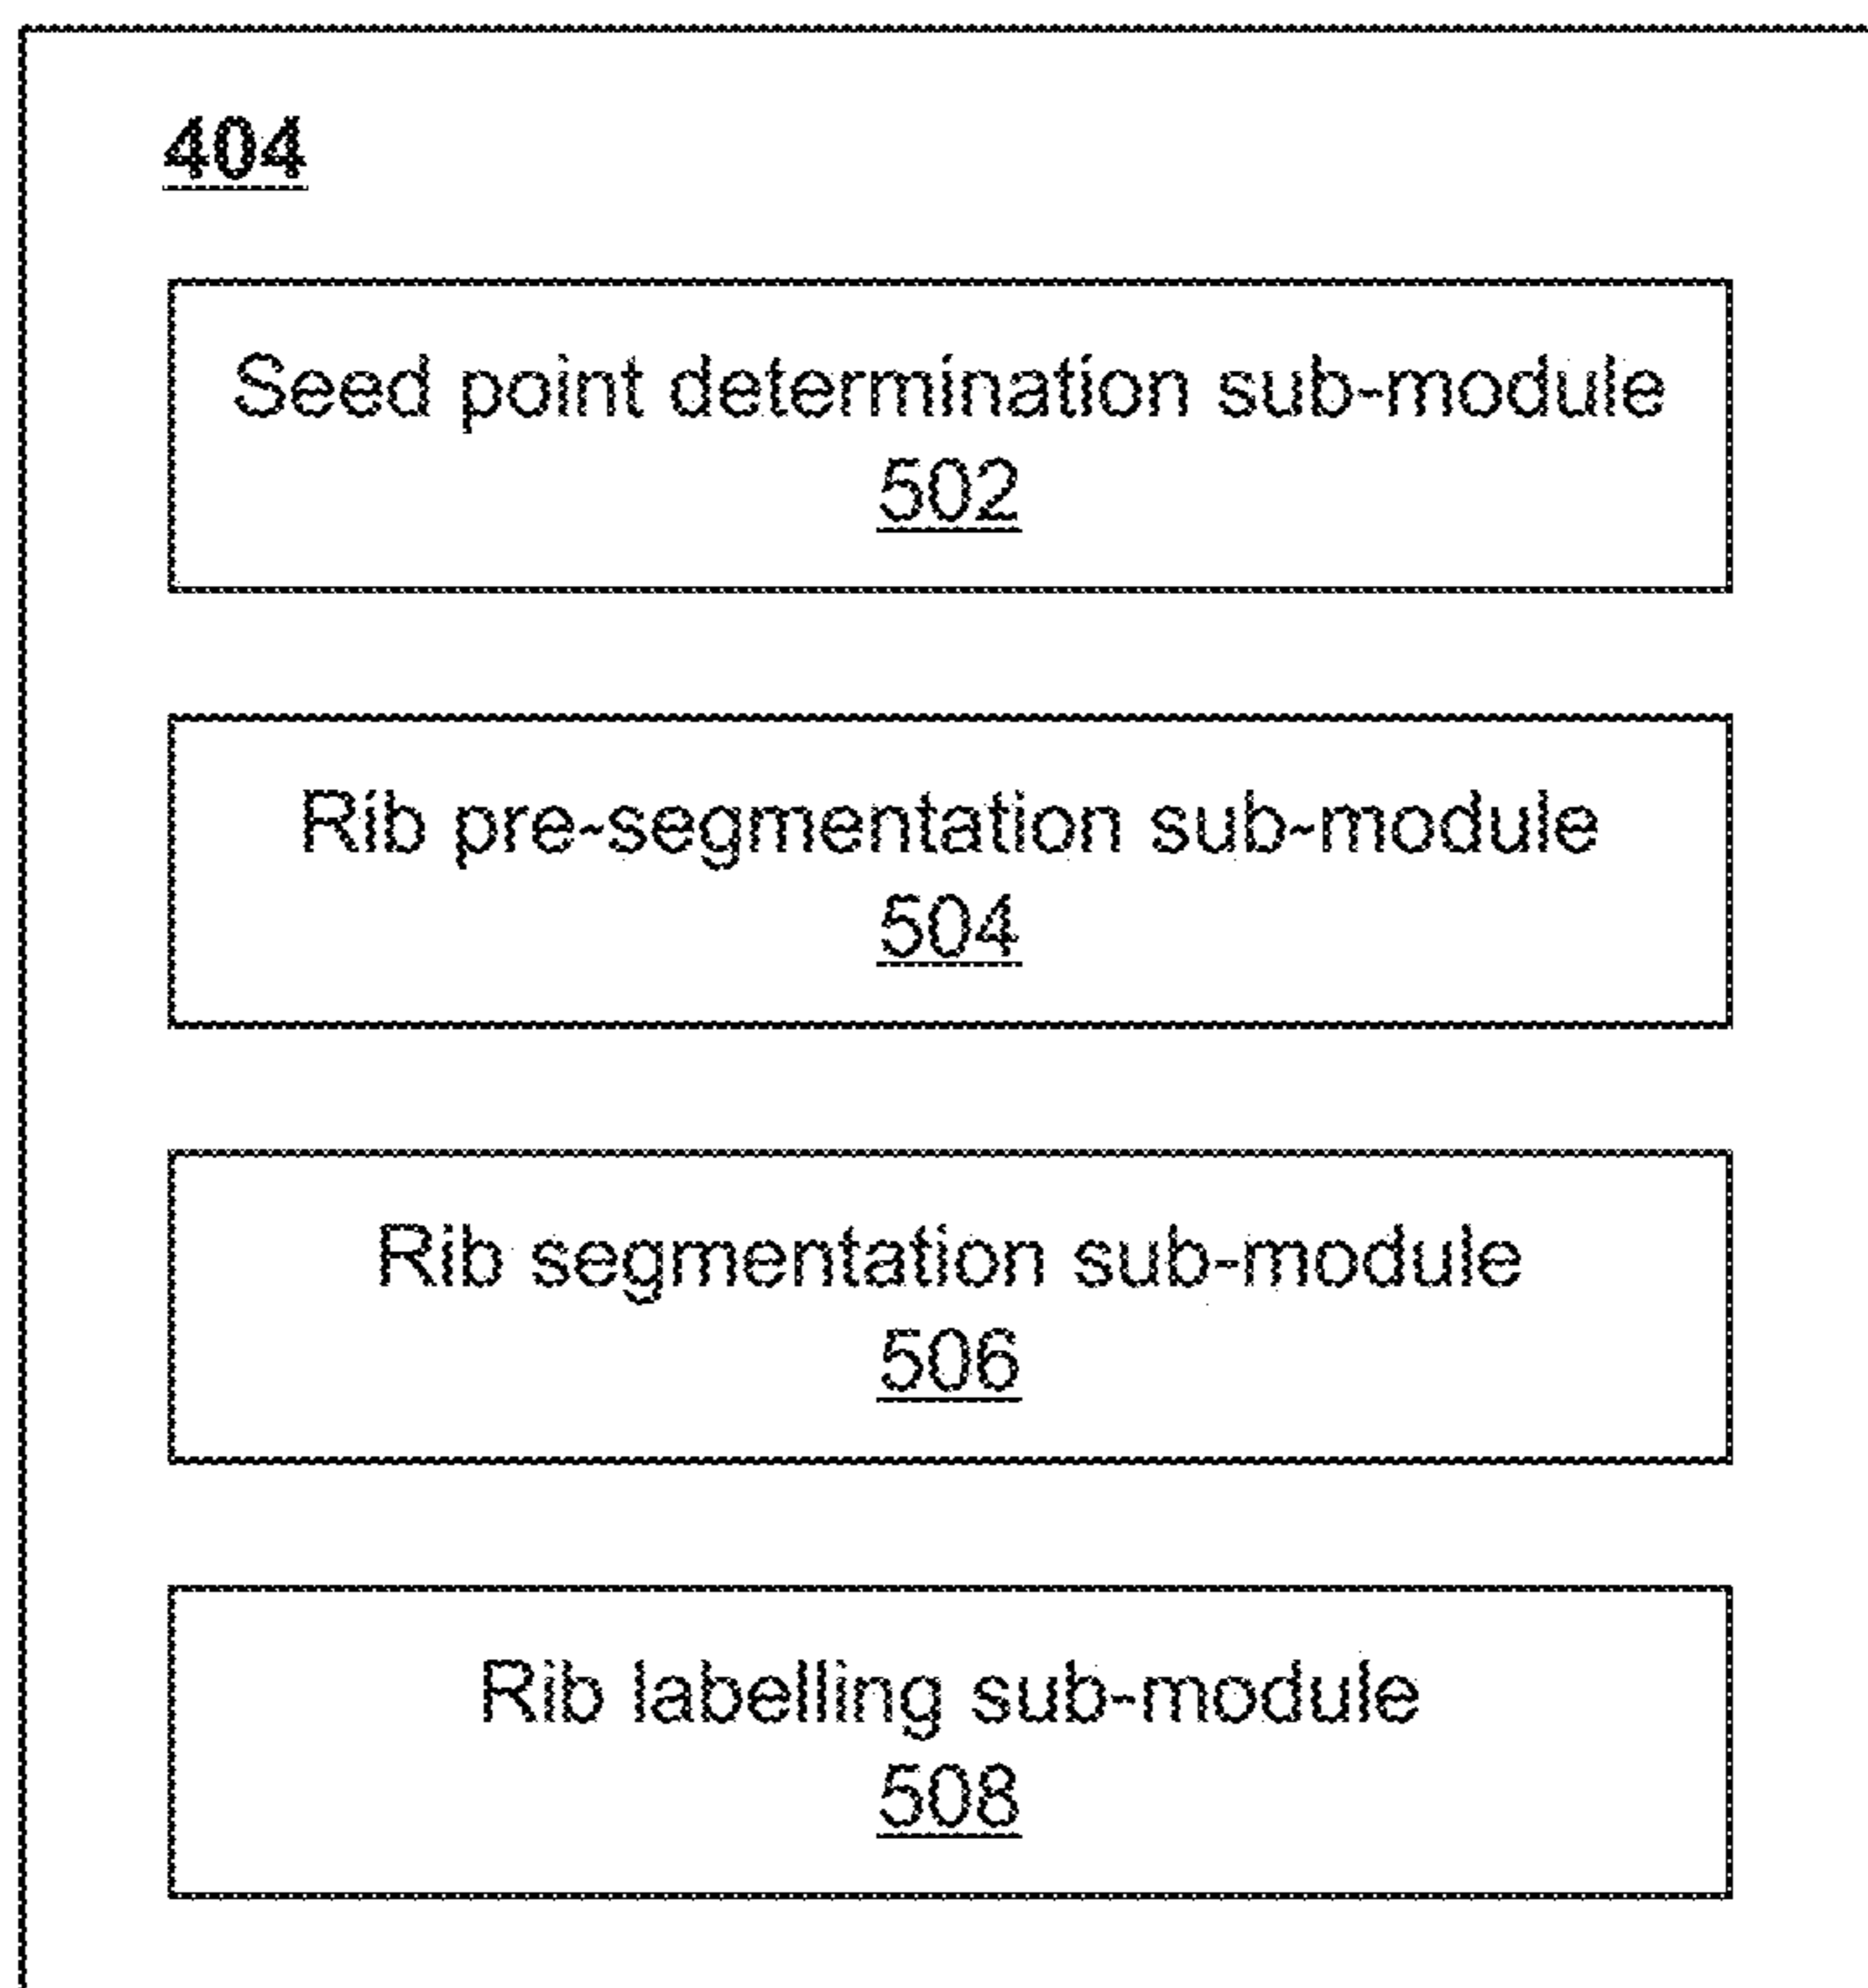 404
Seed point determination sub-module
502
Rib pre-segmentation sub-module
504
Rib segmentation sub-module
506
Rib labelling sub-module
508